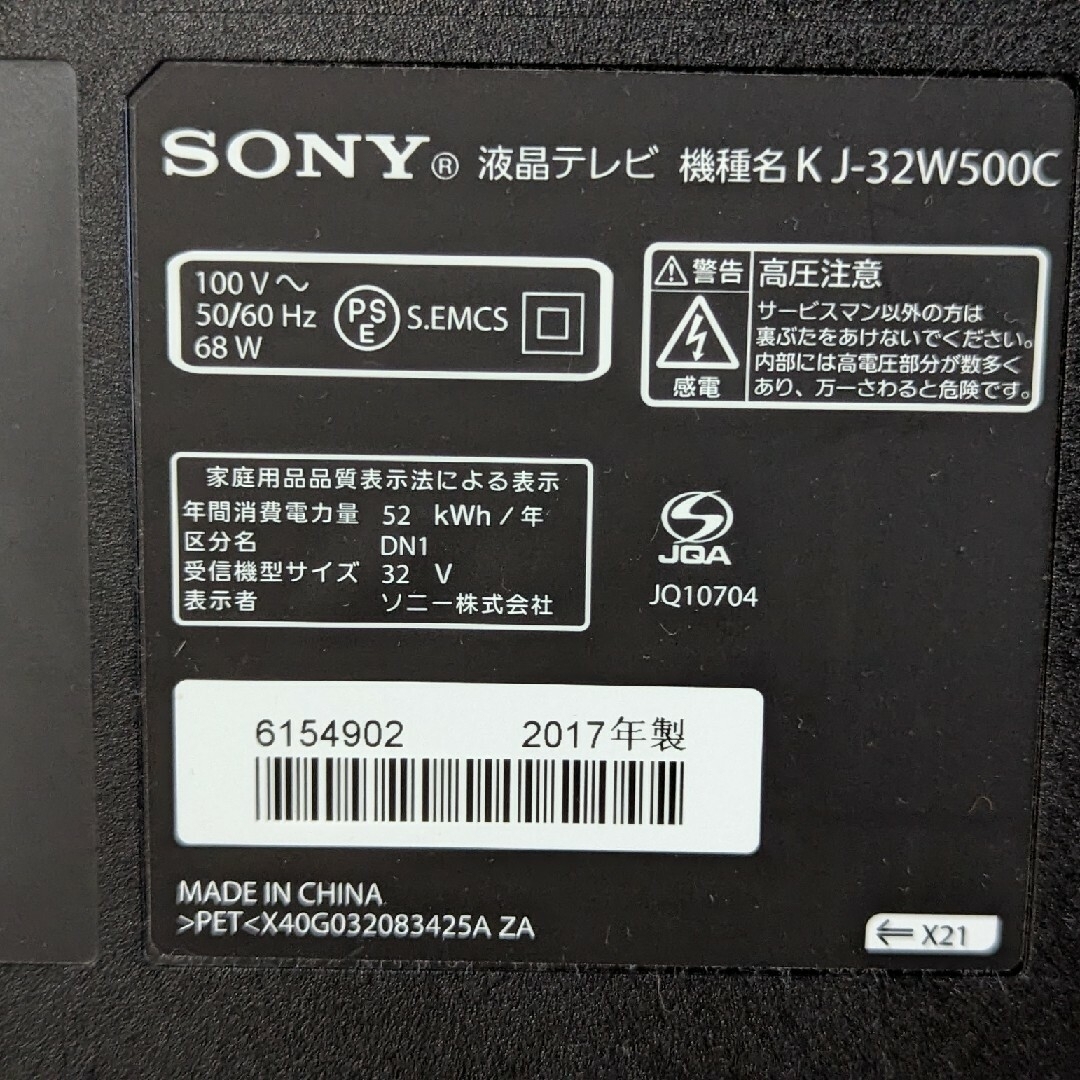 SONY® 液晶テレビ 機種名 KJ-32W500C
100 V～
50/60 Hz
68 W
PSE
S.EMCS
⚠警告 高圧注意
感電
サービスマン以外の方は
裏ぶたをあけないでください。
内部には高電圧部分が数多く
あり、万一さわると危険です。
家庭用品品質表示法による表示
年間消費電力量 52 kWh／年
区分名 DN1
受信機型サイズ 32 V
表示者 ソニー株式会社
JQA
JQ10704
6154902 2017年製
MADE IN CHINA
>PET<X40G032083425A ZA
⇐ X21